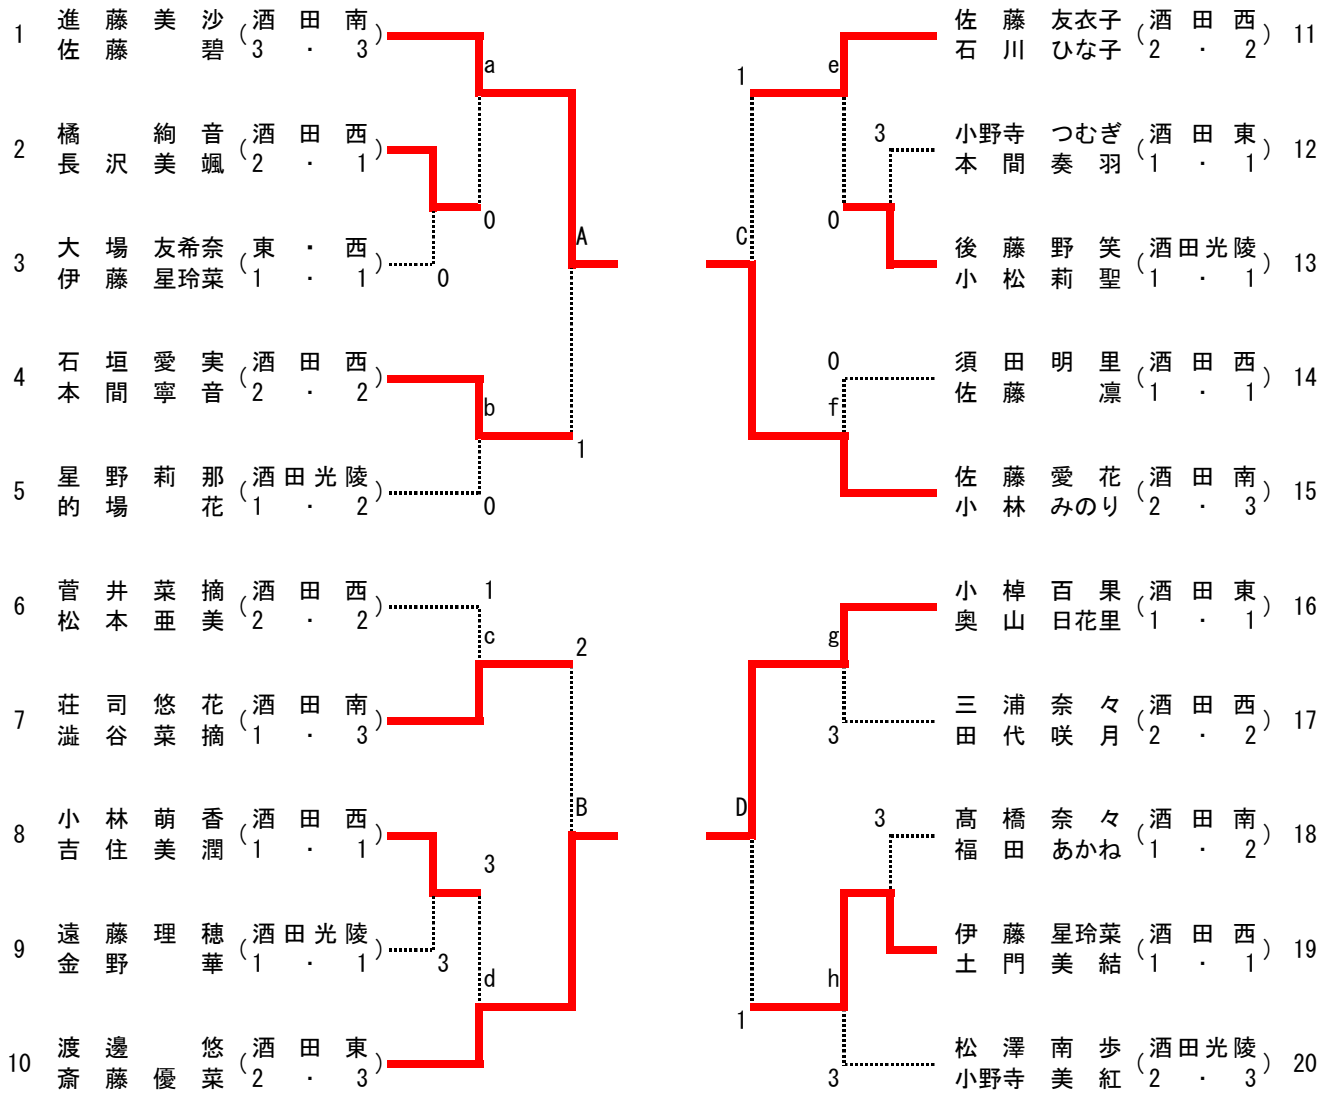 1 進藤美沙 (酒田南)
佐藤碧 (3・3)
a
2 橘絢音 (酒田西)
長沢美颯 (2・1)
0
A
3 大場友希奈 (東・西)
伊藤星玲菜 (1・1)
0
4 石垣愛実 (酒田西)
本間寧音 (2・2)
b
1
5 星野莉那 (酒田光陵)
的場花 (1・2)
0
6 菅井菜摘 (酒田西)
松本亜美 (2・2)
1
c
2
7 荘司悠花 (酒田南)
澁谷菜摘 (1・3)
B
8 小林萌香 (酒田西)
吉住美潤 (1・1)
3
9 遠藤理穂 (酒田光陵)
金野華 (1・1)
3
d
10 渡邊悠 (酒田東)
斎藤優菜 (2・3)
佐藤友衣子 (酒田西) 11
石川ひな子 (2・2)
1
e
3
小野寺つむぎ (酒田東) 12
本間奏羽 (1・1)
0
C
後藤野笑 (酒田光陵) 13
小松莉聖 (1・1)
0
須田明里 (酒田西) 14
佐藤凛 (1・1)
f
佐藤愛花 (酒田南) 15
小林みのり (2・3)
小棹百果 (酒田東) 16
奥山日花里 (1・1)
g
三浦奈々 (酒田西) 17
田代咲月 (2・2)
3
D
3
髙橋奈々 (酒田南) 18
福田あかね (1・2)
伊藤星玲菜 (酒田西) 19
土門美結 (1・1)
h
1
松澤南歩 (酒田光陵) 20
小野寺美紅 (2・3)
3